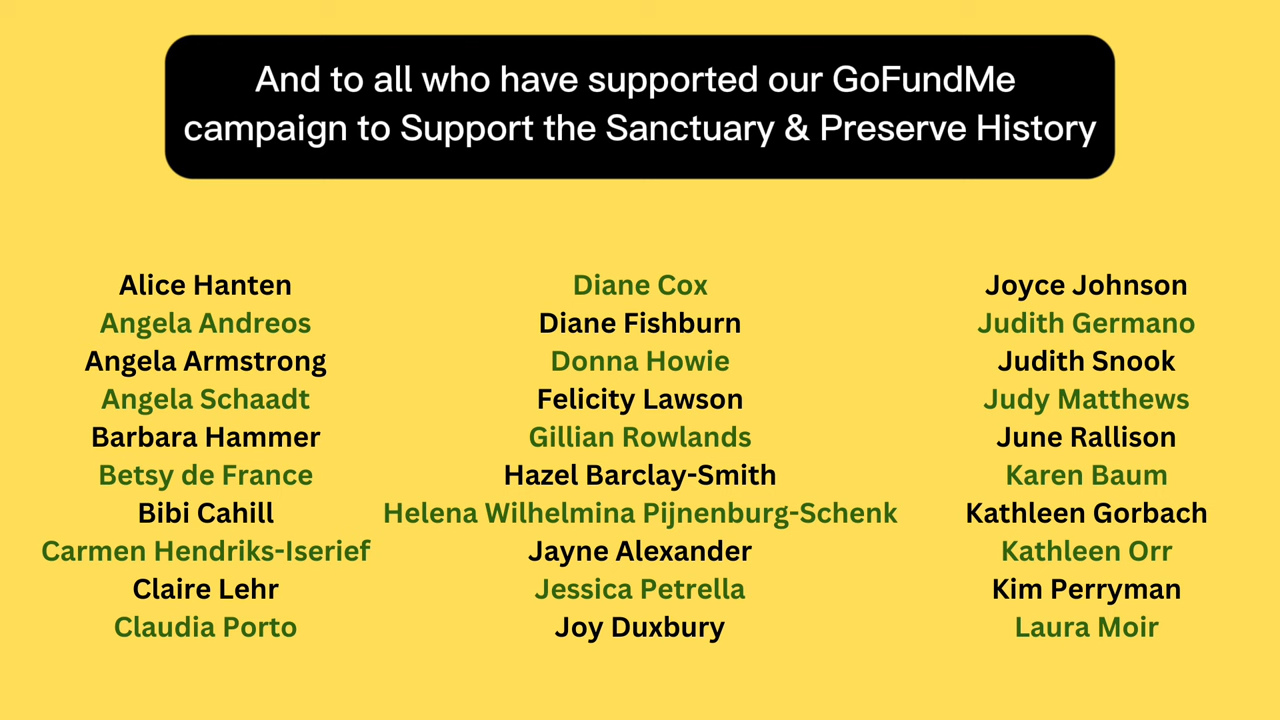 And to all who have supported our GoFundMe
campaign to Support the Sanctuary & Preserve History
Alice Hanten
Angela Andreos
Angela Armstrong
Angela Schaadt
Barbara Hammer
Betsy de France
Bibi Cahill
Carmen Hendriks-Iserief
Claire Lehr
Claudia Porto
Diane Cox
Diane Fishburn
Donna Howie
Felicity Lawson
Gillian Rowlands
Hazel Barclay-Smith
Helena Wilhelmina Pijnenburg-Schenk
Jayne Alexander
Jessica Petrella
Joy Duxbury
Joyce Johnson
Judith Germano
Judith Snook
Judy Matthews
June Rallison
Karen Baum
Kathleen Gorbach
Kathleen Orr
Kim Perryman
Laura Moir